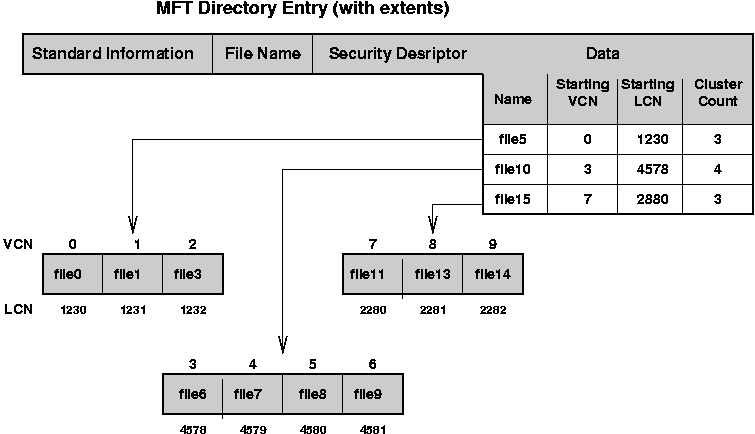 MFT Directory Entry (with extents)
Standard Information File Name Security Desriptor Data
Name Starting VCN Starting LCN Cluster Count
file5 0 1230 3
file10 3 4578 4
file15 7 2880 3
VCN 0 1 2 7 8 9
file0 file1 file3 file11 file13 file14
LCN 1230 1231 1232 2280 2281 2282
3 4 5 6
file6 file7 file8 file9
4578 4579 4580 4581